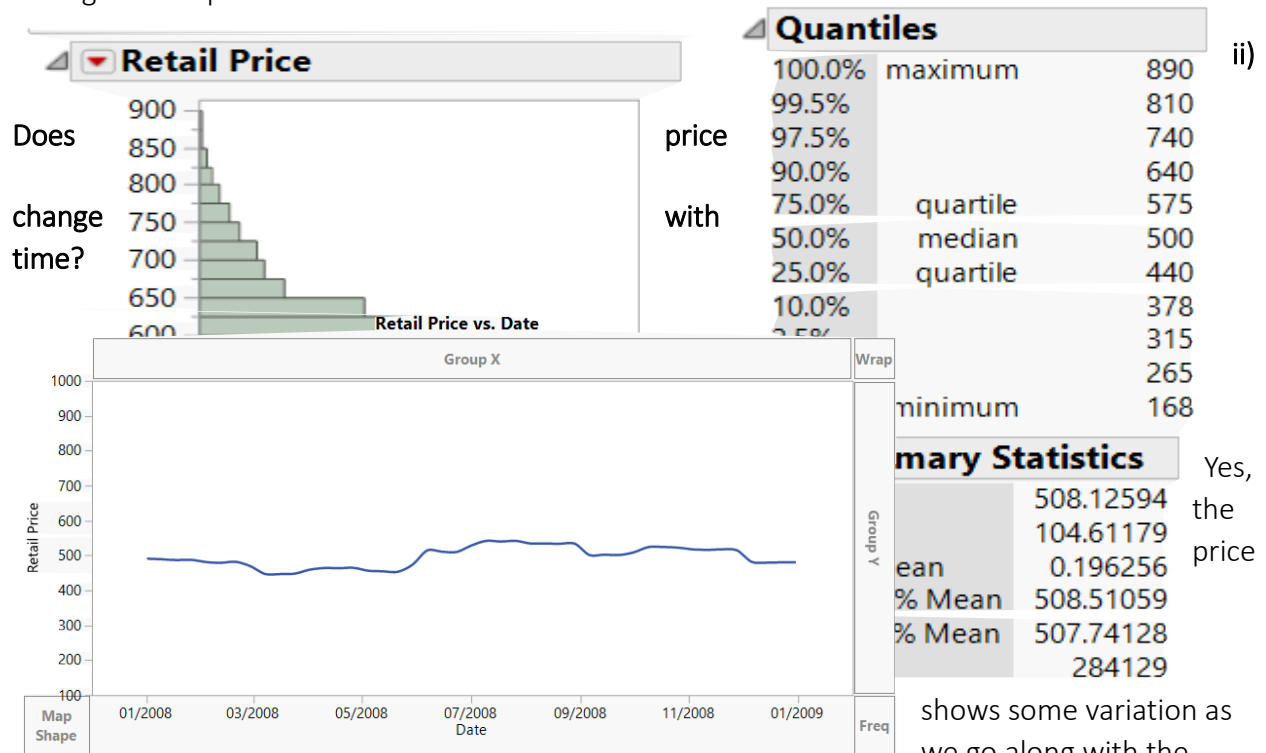 Retail Price
900
850
800
750
700
650
600
Quantiles
100.0% maximum 890
99.5% 810
97.5% 740
90.0% 640
75.0% quartile 575
50.0% median 500
25.0% quartile 440
10.0% 378
315
265
minimum 168
ii)
Does price
change with
time?
Retail Price vs. Date
Group X
Wrap
1000
900
800
700
600
500
400
300
200
100
Retail Price
Group Y
01/2008 03/2008 05/2008 07/2008 09/2008 11/2008 01/2009
Date
Map
Shape
Freq
mary Statistics
508.12594
104.61179
ean 0.196256
% Mean 508.51059
% Mean 507.74128
284129
Yes,
the
price
shows some variation as
we go along with the